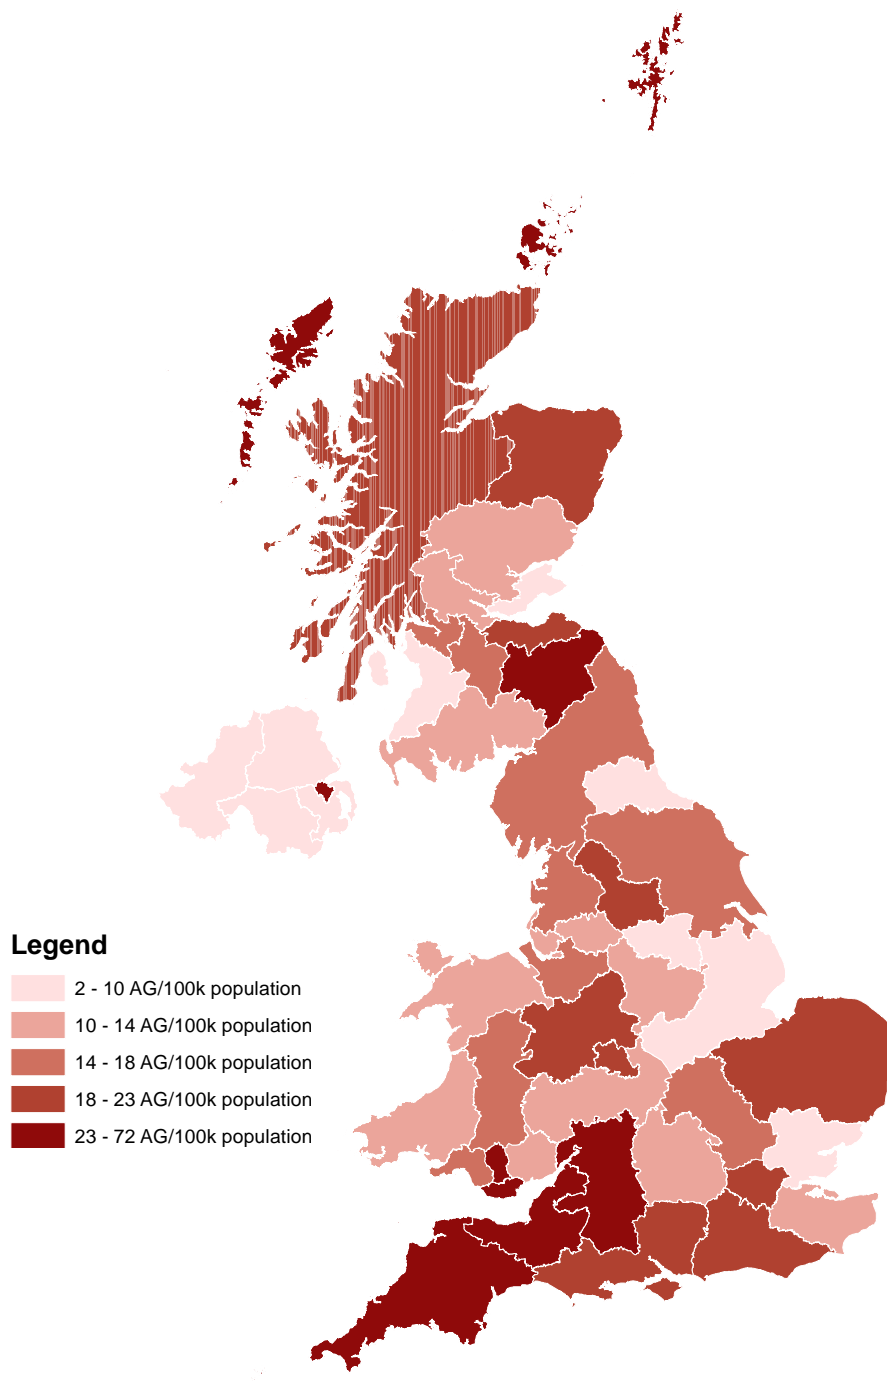 Legend
2 - 10 AG/100k population
10 - 14 AG/100k population
14 - 18 AG/100k population
18 - 23 AG/100k population
23 - 72 AG/100k population